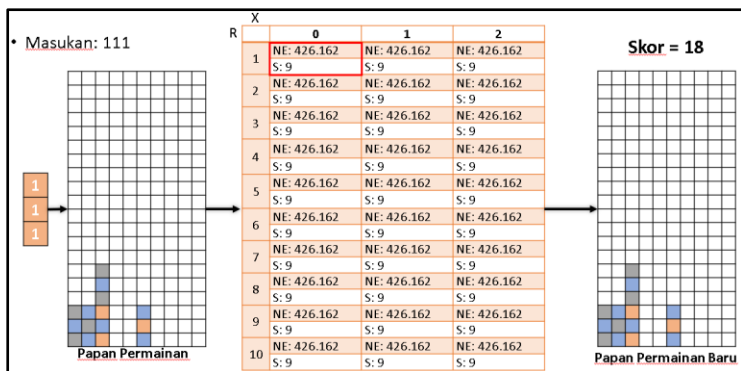 • Masukan: 111
1
1
1
Papan Permainan
X
R
0 1 2
1 NE: 426.162 NE: 426.162 NE: 426.162
S: 9 S: 9 S: 9
2 NE: 426.162 NE: 426.162 NE: 426.162
S: 9 S: 9 S: 9
3 NE: 426.162 NE: 426.162 NE: 426.162
S: 9 S: 9 S: 9
4 NE: 426.162 NE: 426.162 NE: 426.162
S: 9 S: 9 S: 9
5 NE: 426.162 NE: 426.162 NE: 426.162
S: 9 S: 9 S: 9
6 NE: 426.162 NE: 426.162 NE: 426.162
S: 9 S: 9 S: 9
7 NE: 426.162 NE: 426.162 NE: 426.162
S: 9 S: 9 S: 9
8 NE: 426.162 NE: 426.162 NE: 426.162
S: 9 S: 9 S: 9
9 NE: 426.162 NE: 426.162 NE: 426.162
S: 9 S: 9 S: 9
10 NE: 426.162 NE: 426.162 NE: 426.162
S: 9 S: 9 S: 9
Skor = 18
Papan Permainan Baru